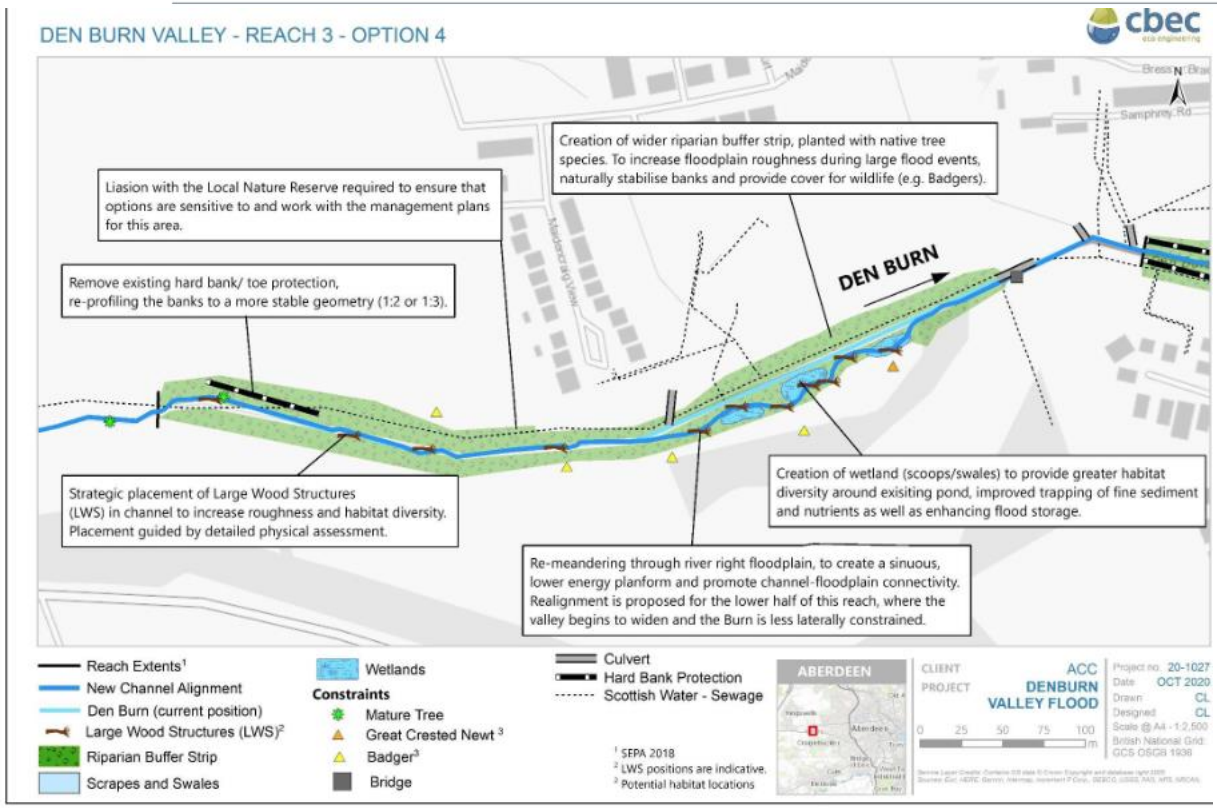 DEN BURN VALLEY - REACH 3 - OPTION 4
cbec
eco engineering
N
Samphrey Rd
Creation of wider riparian buffer strip, planted with native tree
species. To increase floodplain roughness during large flood events,
naturally stabilise banks and provide cover for wildlife (e.g. Badgers).
Liasion with the Local Nature Reserve required to ensure that
options are sensitive to and work with the management plans
for this area.
Maidencraig View
Remove existing hard bank/ toe protection,
re-profiling the banks to a more stable geometry (1:2 or 1:3).
DEN BURN
Strategic placement of Large Wood Structures
(LWS) in channel to increase roughness and habitat diversity.
Placement guided by detailed physical assessment.
Creation of wetland (scoops/swales) to provide greater habitat
diversity around exisiting pond, improved trapping of fine sediment
and nutrients as well as enhancing flood storage.
Re-meandering through river right floodplain, to create a sinuous,
lower energy planform and promote channel-floodplain connectivity.
Realignment is proposed for the lower half of this reach, where the
valley begins to widen and the Burn is less laterally constrained.
Reach Extents¹
New Channel Alignment
Den Burn (current position)
Large Wood Structures (LWS)²
Riparian Buffer Strip
Scrapes and Swales
Wetlands
Constraints
Mature Tree
Great Crested Newt ³
Badger³
Bridge
Culvert
Hard Bank Protection
Scottish Water - Sewage
¹ SEPA 2018
² LWS positions are indicative.
³ Potential habitat locations
ABERDEEN
Aberdeen
CLIENT ACC
PROJECT DENBURN
VALLEY FLOOD
0 25 50 75 100
m
Project no. 20-1027
Date OCT 2020
Drawn CL
Designed CL
Scale @ A4 - 1:2,500
British National Grid
GCS OSGB 1936